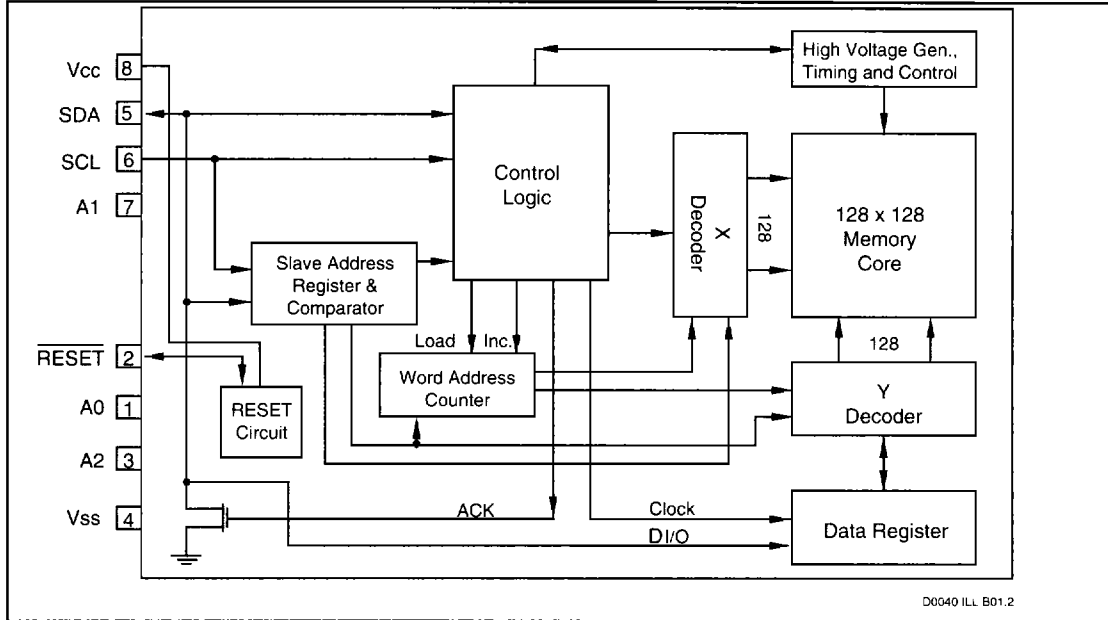 Vcc 8
SDA 5
SCL 6
A1 7
RESET 2
A0 1
A2 3
Vss 4
High Voltage Gen.,
Timing and Control
Control
Logic
X
Decoder
128
128 x 128
Memory
Core
Slave Address
Register &
Comparator
Load Inc.
Word Address
Counter
128
Y
Decoder
RESET
Circuit
ACK
Clock
D I/O
Data Register
D0040 ILL B01.2